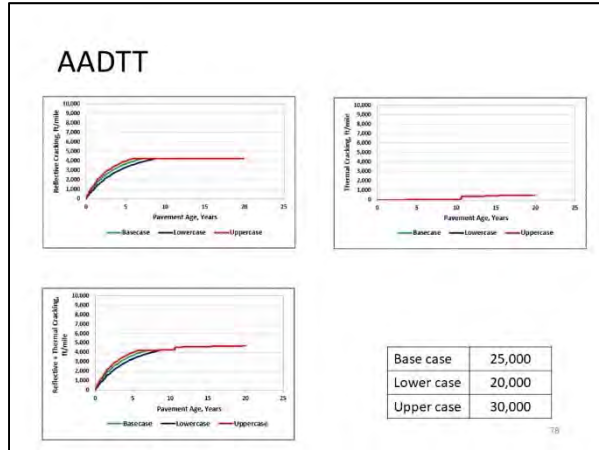 AADTT
10,000
9,000
8,000
7,000
6,000
5,000
4,000
3,000
2,000
1,000
0
Reflective Cracking, ft/mile
0 5 10 15 20 25
Pavement Age, Years
Basecase Lowercase Uppercase
10,000
9,000
8,000
7,000
6,000
5,000
4,000
3,000
2,000
1,000
0
Thermal Cracking, ft/mile
0 5 10 15 20 25
Pavement Age, Years
Basecase Lowercase Uppercase
10,000
9,000
8,000
7,000
6,000
5,000
4,000
3,000
2,000
1,000
0
Reflective + Thermal Cracking,
ft/mile
0 5 10 15 20 25
Pavement Age, Years
Basecase Lowercase Uppercase
Base case 25,000
Lower case 20,000
Upper case 30,000
78